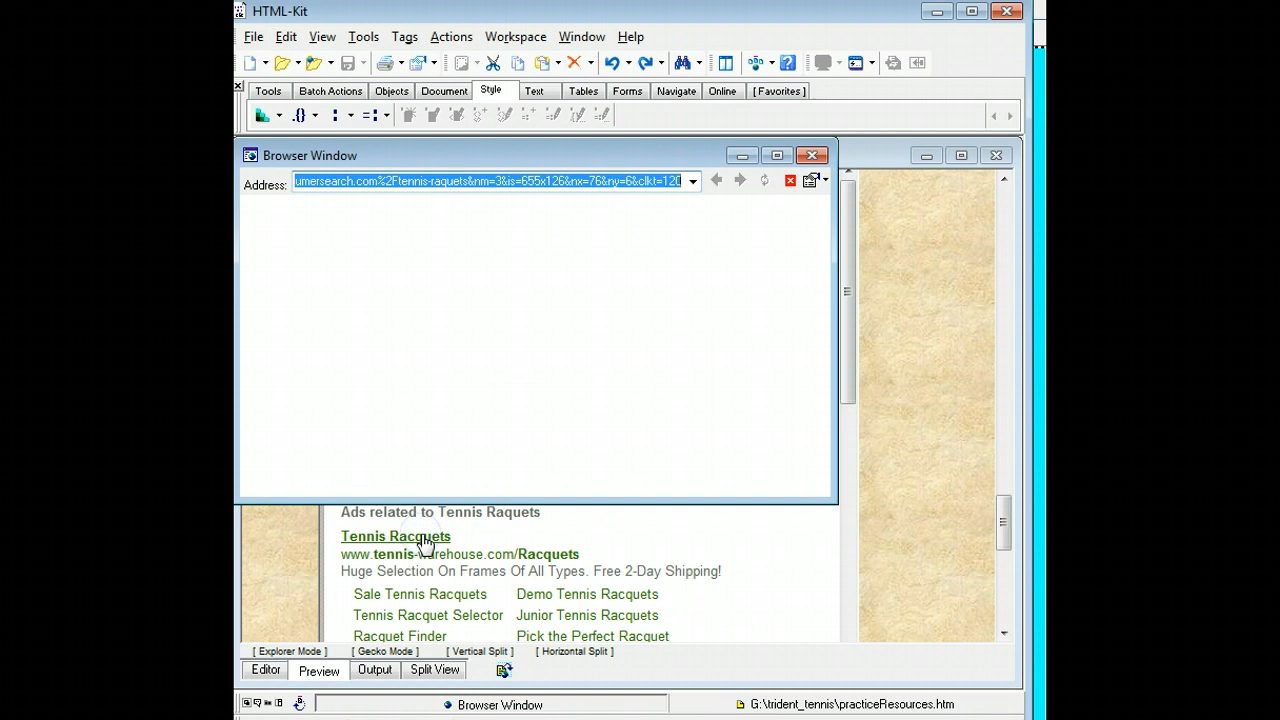 HTML-Kit
File Edit View Tools Tags Actions Workspace Window Help
Tools Batch Actions Objects Document Style Text Tables Forms Navigate Online [ Favorites ]
Browser Window
Address: umersearch.com%2Ftennis-raquets&nm=3&is=655x126&nx=76&ny=6&clkt=120
Ads related to Tennis Raquets
Tennis Racquets
www.tennis-warehouse.com/Racquets
Huge Selection On Frames Of All Types. Free 2-Day Shipping!
Sale Tennis Racquets Demo Tennis Racquets
Tennis Racquet Selector Junior Tennis Racquets
Racquet Finder Pick the Perfect Racquet
[ Explorer Mode ] [ Gecko Mode ] [ Vertical Split ] [ Horizontal Split ]
Editor Preview Output Split View
Browser Window G:\trident_tennis\practiceResources.htm